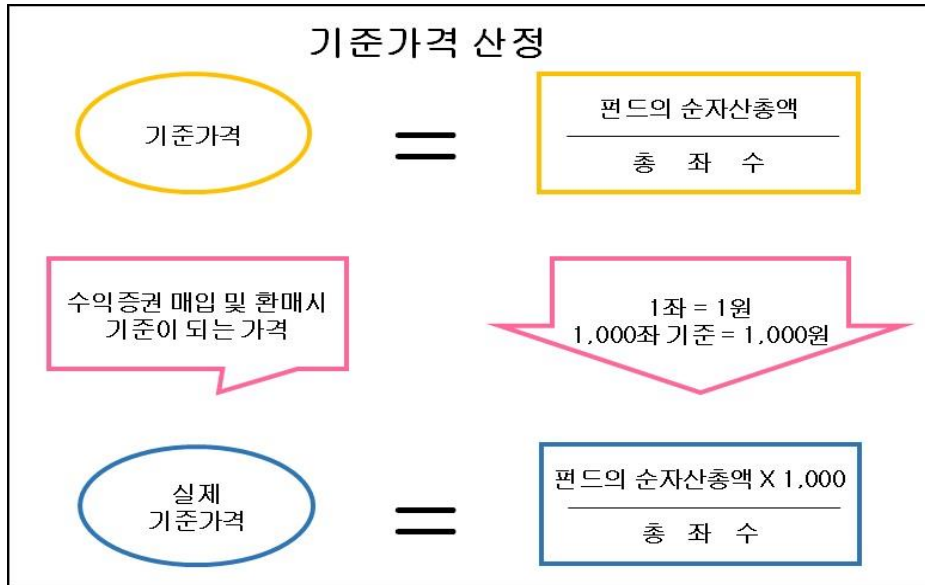 기준가격 산정
기준가격
=
펀드의 순자산총액
총 좌 수
수익증권 매입 및 환매시
기준이 되는 가격
1좌 = 1원
1,000좌 기준 = 1,000원
실제
기준가격
=
펀드의 순자산총액 X 1,000
총 좌 수